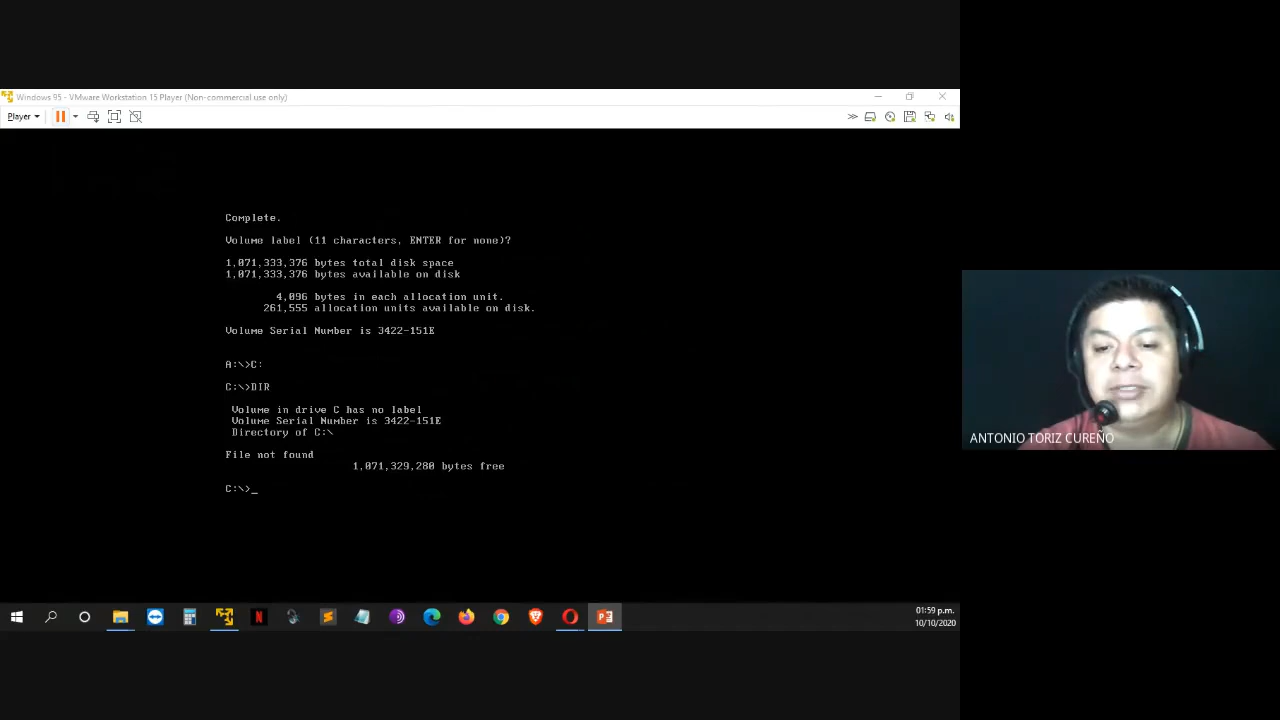 Windows 95 - VMware Workstation 15 Player (Non-commercial use only)
Player
Complete.
Volume label (11 characters, ENTER for none)?
1,071,333,376 bytes total disk space
1,071,333,376 bytes available on disk
4,096 bytes in each allocation unit.
261,555 allocation units available on disk.
Volume Serial Number is 3422-151E
A:\>C:
C:\>DIR
Volume in drive C has no label
Volume Serial Number is 3422-151E
Directory of C:\
File not found
1,071,329,280 bytes free
C:\>_
ANTONIO TORIZ CUREÑO
01:59 p.m.
10/10/2020